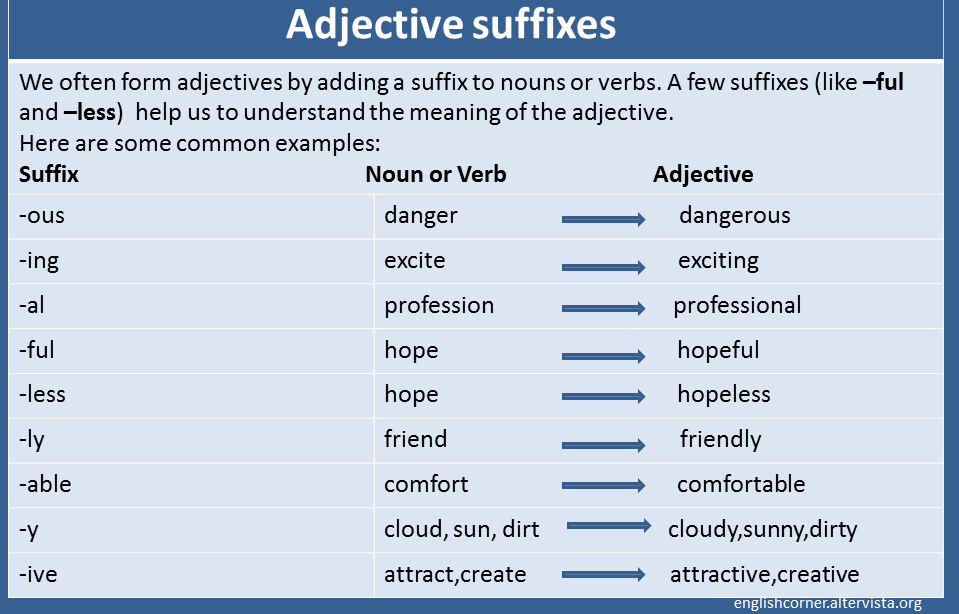 Adjective suffixes
We often form adjectives by adding a suffix to nouns or verbs. A few suffixes (like –ful
and –less)  help us to understand the meaning of the adjective.
Here are some common examples:
Suffix Noun or Verb Adjective
-ous danger dangerous
-ing excite exciting
-al profession professional
-ful hope hopeful
-less hope hopeless
-ly friend friendly
-able comfort comfortable
-y cloud, sun, dirt cloudy,sunny,dirty
-ive attract,create attractive,creative
englishcorner.altervista.org